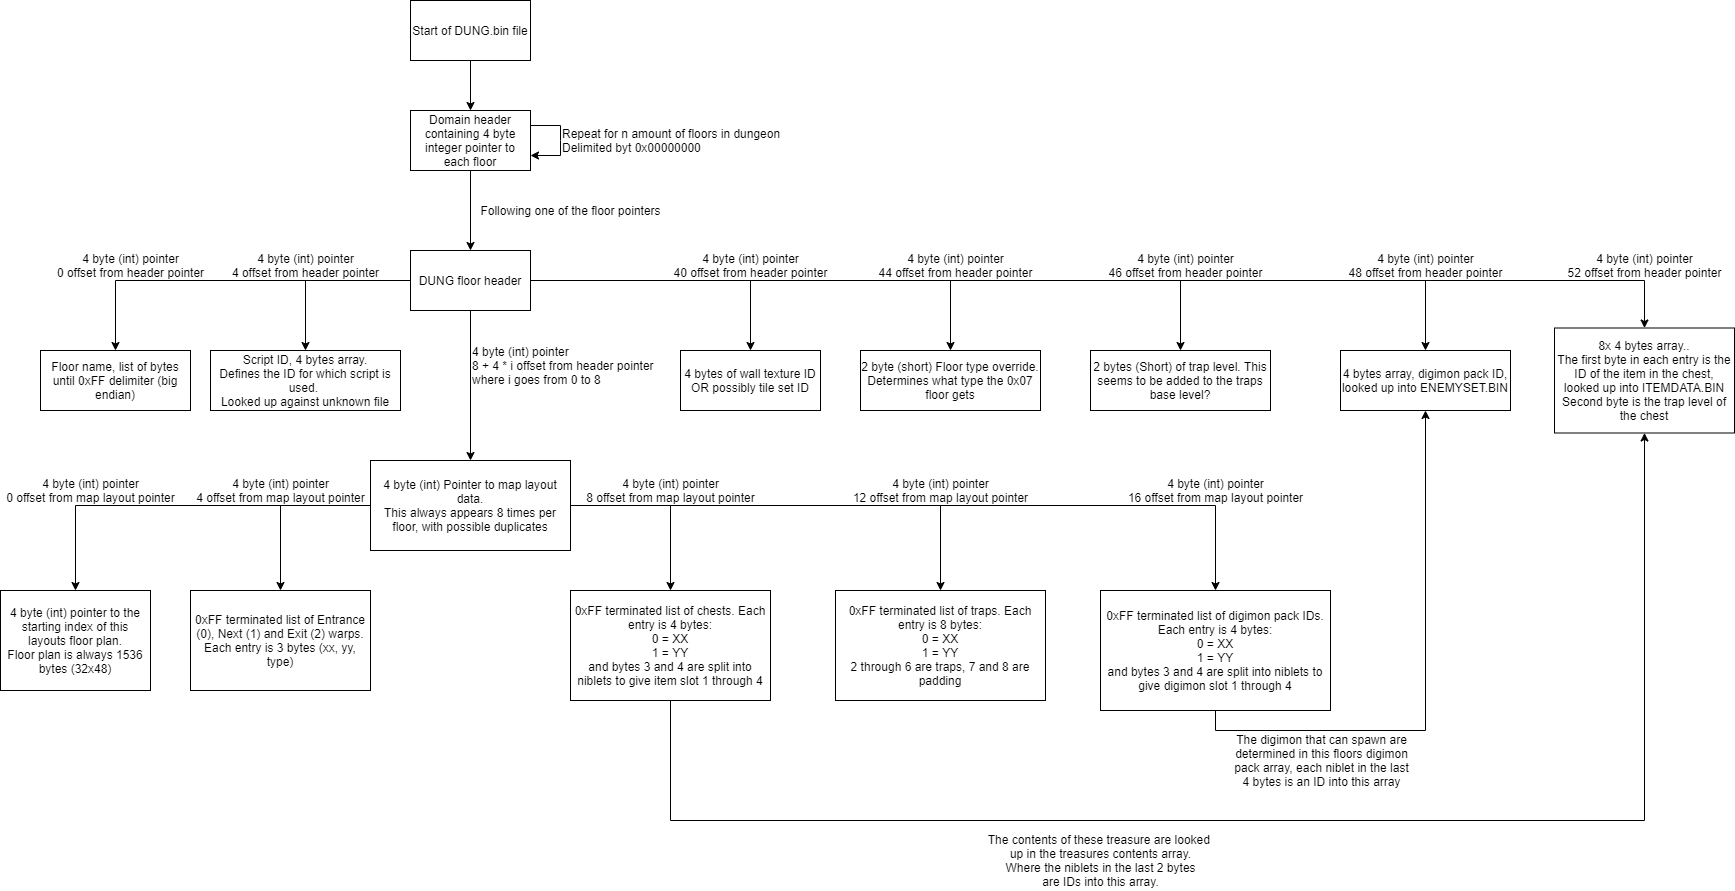 Start of DUNG.bin file
Domain header
containing 4 byte
integer pointer to
each floor
Repeat for n amount of floors in dungeon
Delimited byt 0x00000000
Following one of the floor pointers
DUNG floor header
4 byte (int) pointer
0 offset from header pointer
4 byte (int) pointer
4 offset from header pointer
4 byte (int) pointer
40 offset from header pointer
4 byte (int) pointer
44 offset from header pointer
4 byte (int) pointer
46 offset from header pointer
4 byte (int) pointer
48 offset from header pointer
4 byte (int) pointer
52 offset from header pointer
Floor name, list of bytes
until 0xFF delimiter (big
endian)
Script ID, 4 bytes array.
Defines the ID for which script is
used.
Looked up against unknown file
4 byte (int) pointer
8 + 4 * i offset from header pointer
where i goes from 0 to 8
4 bytes of wall texture ID
OR possibly tile set ID
2 byte (short) Floor type override.
Determines what type the 0x07
floor gets
2 bytes (Short) of trap level. This
seems to be added to the traps
base level?
4 bytes array, digimon pack ID,
looked up into ENEMYSET.BIN
8x 4 bytes array..
The first byte in each entry is the
ID of the item in the chest,
looked up into ITEMDATA.BIN
Second byte is the trap level of
the chest
4 byte (int) Pointer to map layout
data.
This always appears 8 times per
floor, with possible duplicates
4 byte (int) pointer
0 offset from map layout pointer
4 byte (int) pointer
4 offset from map layout pointer
4 byte (int) pointer
8 offset from map layout pointer
4 byte (int) pointer
12 offset from map layout pointer
4 byte (int) pointer
16 offset from map layout pointer
4 byte (int) pointer to the
starting index of this
layouts floor plan.
Floor plan is always 1536
bytes (32x48)
0xFF terminated list of Entrance
(0), Next (1) and Exit (2) warps.
Each entry is 3 bytes (xx, yy,
type)
0xFF terminated list of chests. Each
entry is 4 bytes:
0 = XX
1 = YY
and bytes 3 and 4 are split into
niblets to give item slot 1 through 4
0xFF terminated list of traps. Each
entry is 8 bytes:
0 = XX
1 = YY
2 through 6 are traps, 7 and 8 are
padding
0xFF terminated list of digimon pack IDs.
Each entry is 4 bytes:
0 = XX
1 = YY
and bytes 3 and 4 are split into niblets to
give digimon slot 1 through 4
The digimon that can spawn are
determined in this floors digimon
pack array, each niblet in the last
4 bytes is an ID into this array
The contents of these treasure are looked
up in the treasures contents array.
Where the niblets in the last 2 bytes
are IDs into this array.